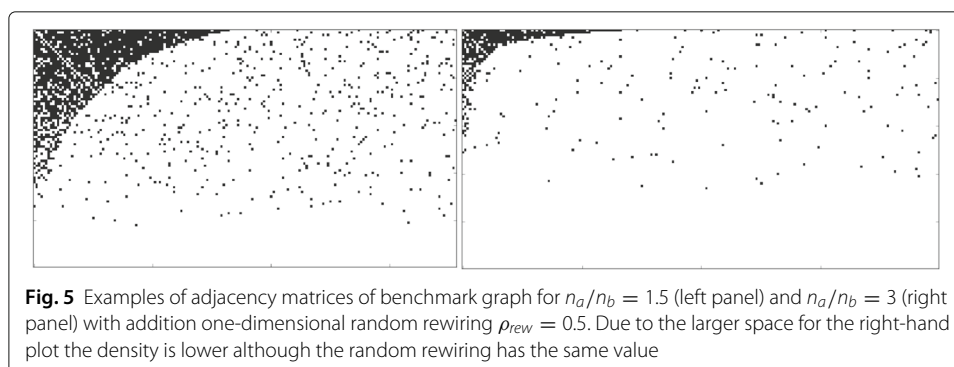 Fig. 5 Examples of adjacency matrices of benchmark graph for n_a/n_b = 1.5 (left panel) and n_a/n_b = 3 (right
panel) with addition one-dimensional random rewiring ρ_rew = 0.5. Due to the larger space for the right-hand
plot the density is lower although the random rewiring has the same value